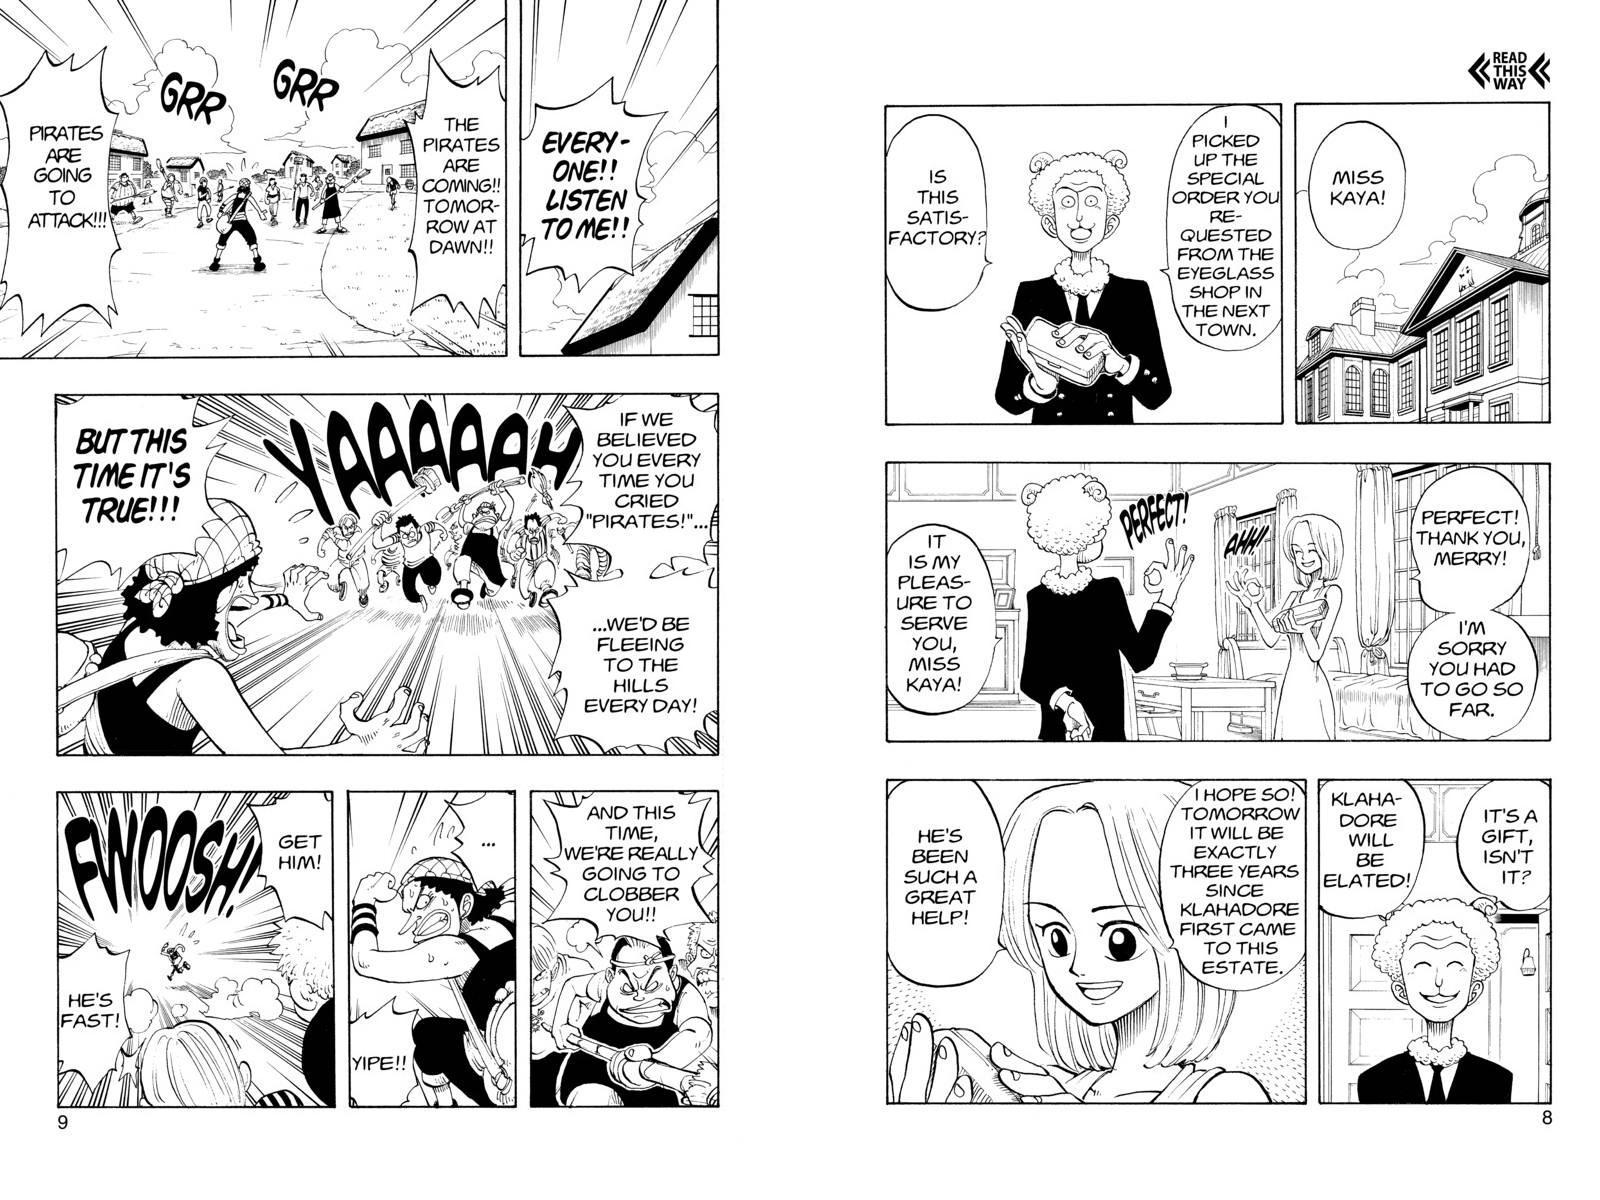 READ
THIS
WAY
MISS
KAYA!
I
PICKED
UP THE
SPECIAL
ORDER YOU
RE-
QUESTED
FROM THE
EYEGLASS
SHOP IN
THE NEXT
TOWN.
IS
THIS
SATIS-
FACTORY?
PERFECT!
THANK YOU,
MERRY!
I'M
SORRY
YOU HAD
TO GO SO
FAR.
AHH!
PERFECT!
IT
IS MY
PLEAS-
URE TO
SERVE
YOU,
MISS
KAYA!
IT'S A
GIFT,
ISN'T
IT?
KLAHA-
DORE
WILL
BE
ELATED!
I HOPE SO!
TOMORROW
IT WILL BE
EXACTLY
THREE YEARS
SINCE
KLAHADORE
FIRST CAME
TO THIS
ESTATE.
HE'S
BEEN
SUCH A
GREAT
HELP!
8
EVERY-
ONE!!
LISTEN
TO ME!!
THE
PIRATES
ARE
COMING!!
TOMOR-
ROW AT
DAWN!!
GRR
GRR
PIRATES
ARE
GOING
TO
ATTACK!!!
IF WE
BELIEVED
YOU EVERY
TIME YOU
CRIED
"PIRATES!"...
...WE'D BE
FLEEING
TO THE
HILLS
EVERY DAY!
YAAAAAAH
BUT THIS
TIME IT'S
TRUE!!!
AND THIS
TIME,
WE'RE REALLY
GOING TO
CLOBBER
YOU!!
...
YIPE!!
GET
HIM!
FWOOSH!
HE'S
FAST!
9